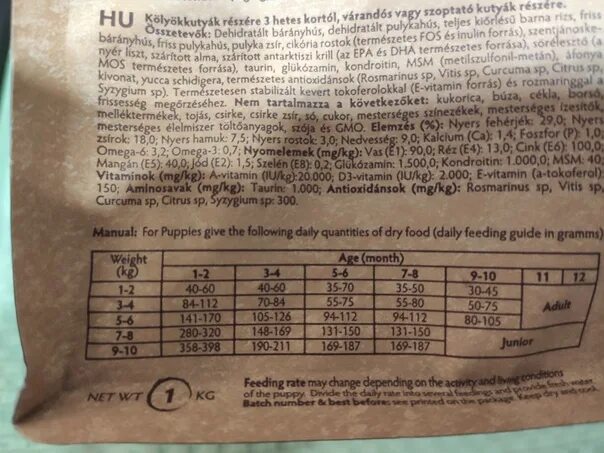 HU Kölyökkutyák részére 3 hetes kortól, várandós vagy szoptató kutyák részére.
Összetevők: Dehidratált bárányhús, dehidratált pulykahús, teljes kiőrlésű barna rizs, friss
bárányhús, friss pulykahús, pulyka zsír, cikória rostok (természetes FOS és inulin forrás), szentjánoske-
nyér liszt, szárított alma, szárított antarktiszi krill (az EPA és DHA természetes forrása), sörélesztő (a
MOS természetes forrása), taurin, glükózamin, kondroitin, MSM (metilszulfonil-metán), áfonya
kivonat, yucca schidigera, természetes antioxidánsok (Rosmarinus sp, Vitis sp, Curcuma sp, Citrus sp,
Syzygium sp). Természetesen stabilizált kevert tokoferolokkal (E-vitamin forrás) és rozmaringgal a
frissesség megőrzéséhez. Nem tartalmazza a következőket: kukorica, búza, cékla, borsó,
melléktermékek, tojás, csirke, csirke zsír, só, cukor, mesterséges színezékek, mesterséges ízesítők,
mesterséges élelmiszer töltőanyagok, szója és GMO. Elemzés (%): Nyers fehérjék: 29,0; Nyers
zsírok: 18,0; Nyers hamu: 7,5; Nyers rostok: 3,0; Nedvesség: 9,0; Kalcium (Ca): 1,4; Foszfor (P): 1,0;
Omega-6: 3,2; Omega-3: 0,7; Nyomelemek (mg/kg): Vas (E1): 90,0; Réz (E4): 13,0; Cink (E6): 100,0;
Mangán (E5): 40,0; Jód (E2): 1,5; Szelén (E8): 0,2; Glükózamin: 1.500,0; Kondroitin: 1.000,0; MSM: 40;
Vitaminok (mg/kg): A-vitamin (IU/kg): 20.000; D3-vitamin (IU/kg): 2.000; E-vitamin (a-tokoferol):
150; Aminosavak (mg/kg): Taurin: 1.000; Antioxidánsok (mg/kg): Rosmarinus sp, Vitis sp,
Curcuma sp, Citrus sp, Syzygium sp: 300.
Manual: For Puppies give the following daily quantities of dry food (daily feeding guide in gramms)
Weight (kg) Age (month)
1-2 3-4 5-6 7-8 9-10 11 12
1-2 40-60 40-60 35-70 35-50 30-45
3-4 84-112 70-84 55-75 55-80 50-75 Adult
5-6 141-170 105-126 94-112 94-112 80-105
7-8 280-320 148-169 131-150 131-150 Junior
9-10 358-398 190-211 169-187 169-187
NET WT 1 KG
Feeding rate may change depending on the activity and living conditions
of the puppy. Divide the daily rate into several feedings and provide fresh water.
Batch number & best before: see printed on the package. Keep dry and cool.